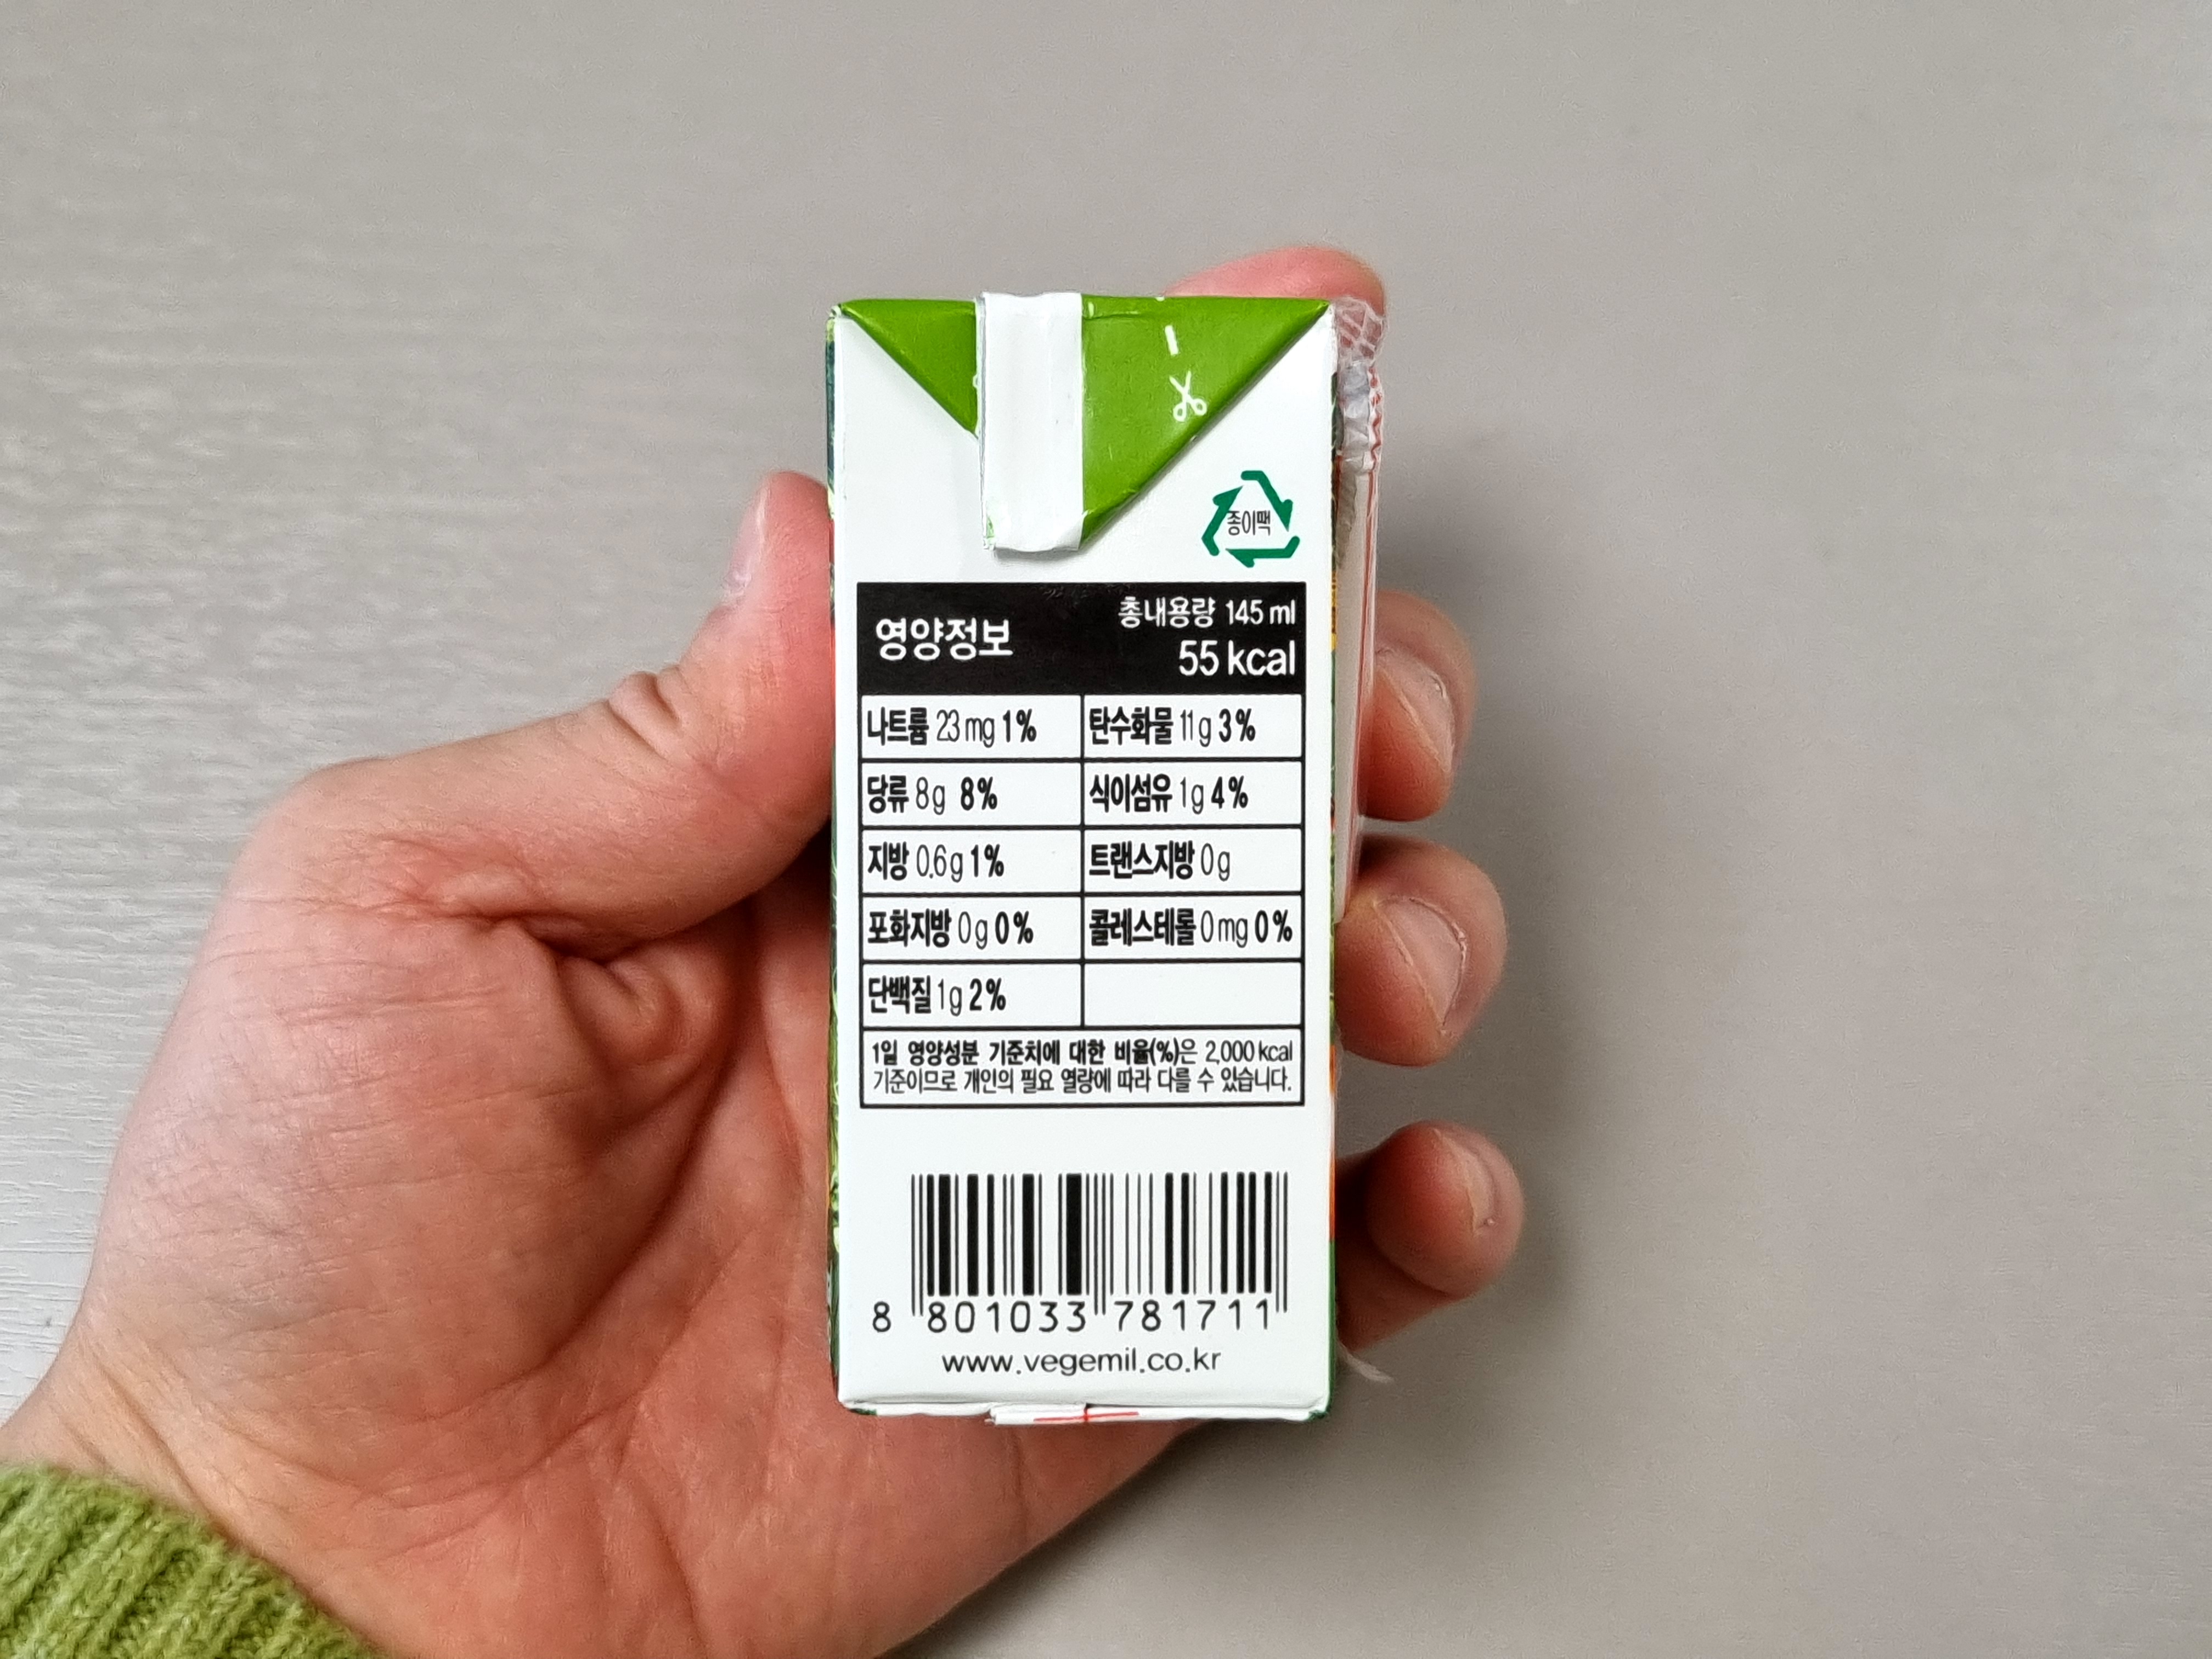 종이팩
영양정보
총내용량 145 ml
55 kcal
나트륨 23 mg 1% 탄수화물 11 g 3%
당류 8 g 8% 식이섬유 1 g 4%
지방 0.6 g 1% 트랜스지방 0 g
포화지방 0 g 0% 콜레스테롤 0 mg 0%
단백질 1 g 2%
1일 영양성분 기준치에 대한 비율(%)은 2,000 kcal
기준이므로 개인의 필요 열량에 따라 다를 수 있습니다.
8 801033 781711
www.vegemil.co.kr